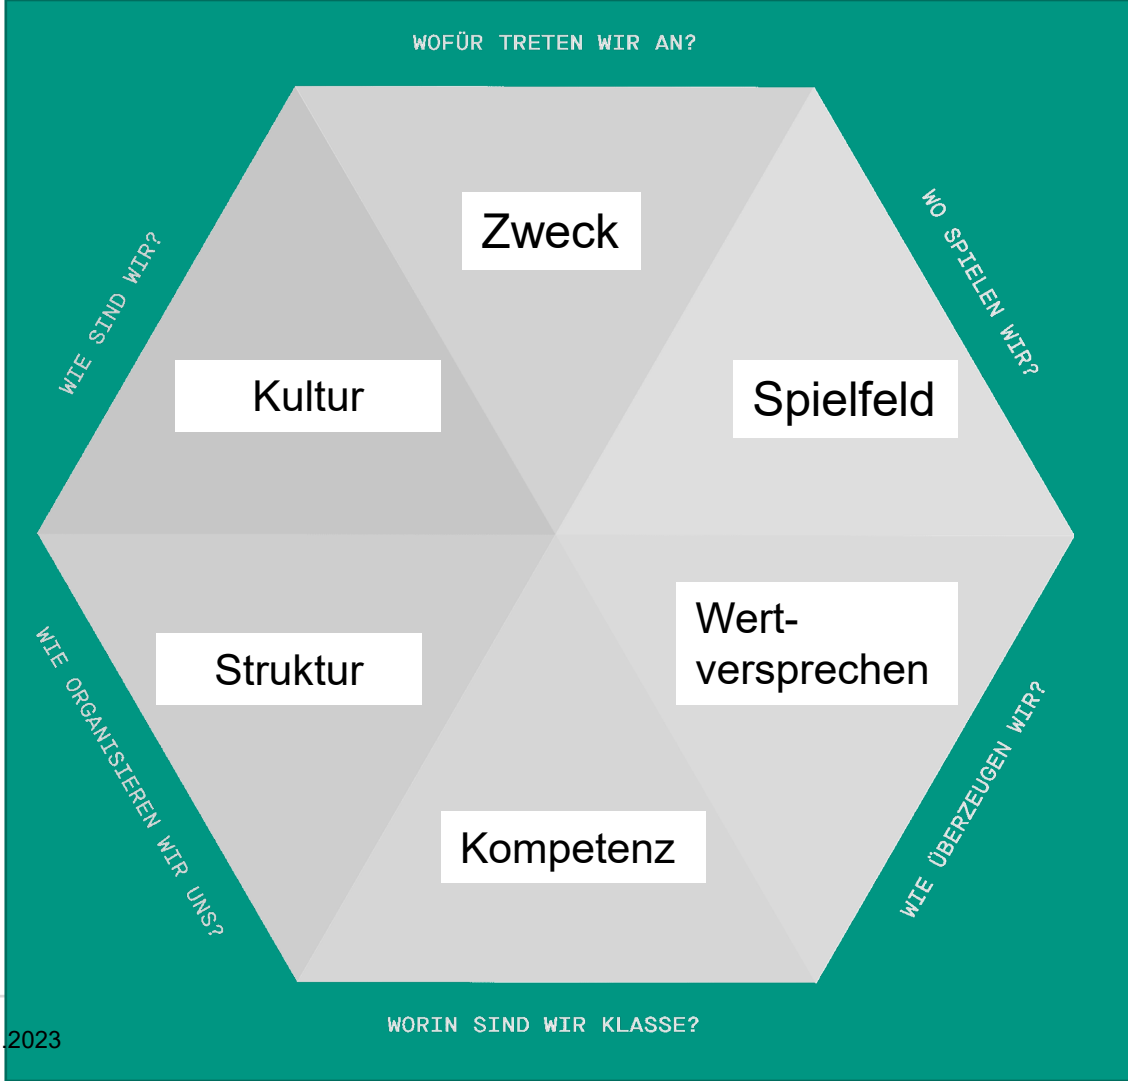 WOFÜR TRETEN WIR AN?
Zweck
WO SPIELEN WIR?
Spielfeld
WIE SIND WIR?
Kultur
Wert-
versprechen
WIE ÜBERZEUGEN WIR?
Struktur
WIE ORGANISIEREN WIR UNS?
Kompetenz
WORIN SIND WIR KLASSE?
.2023